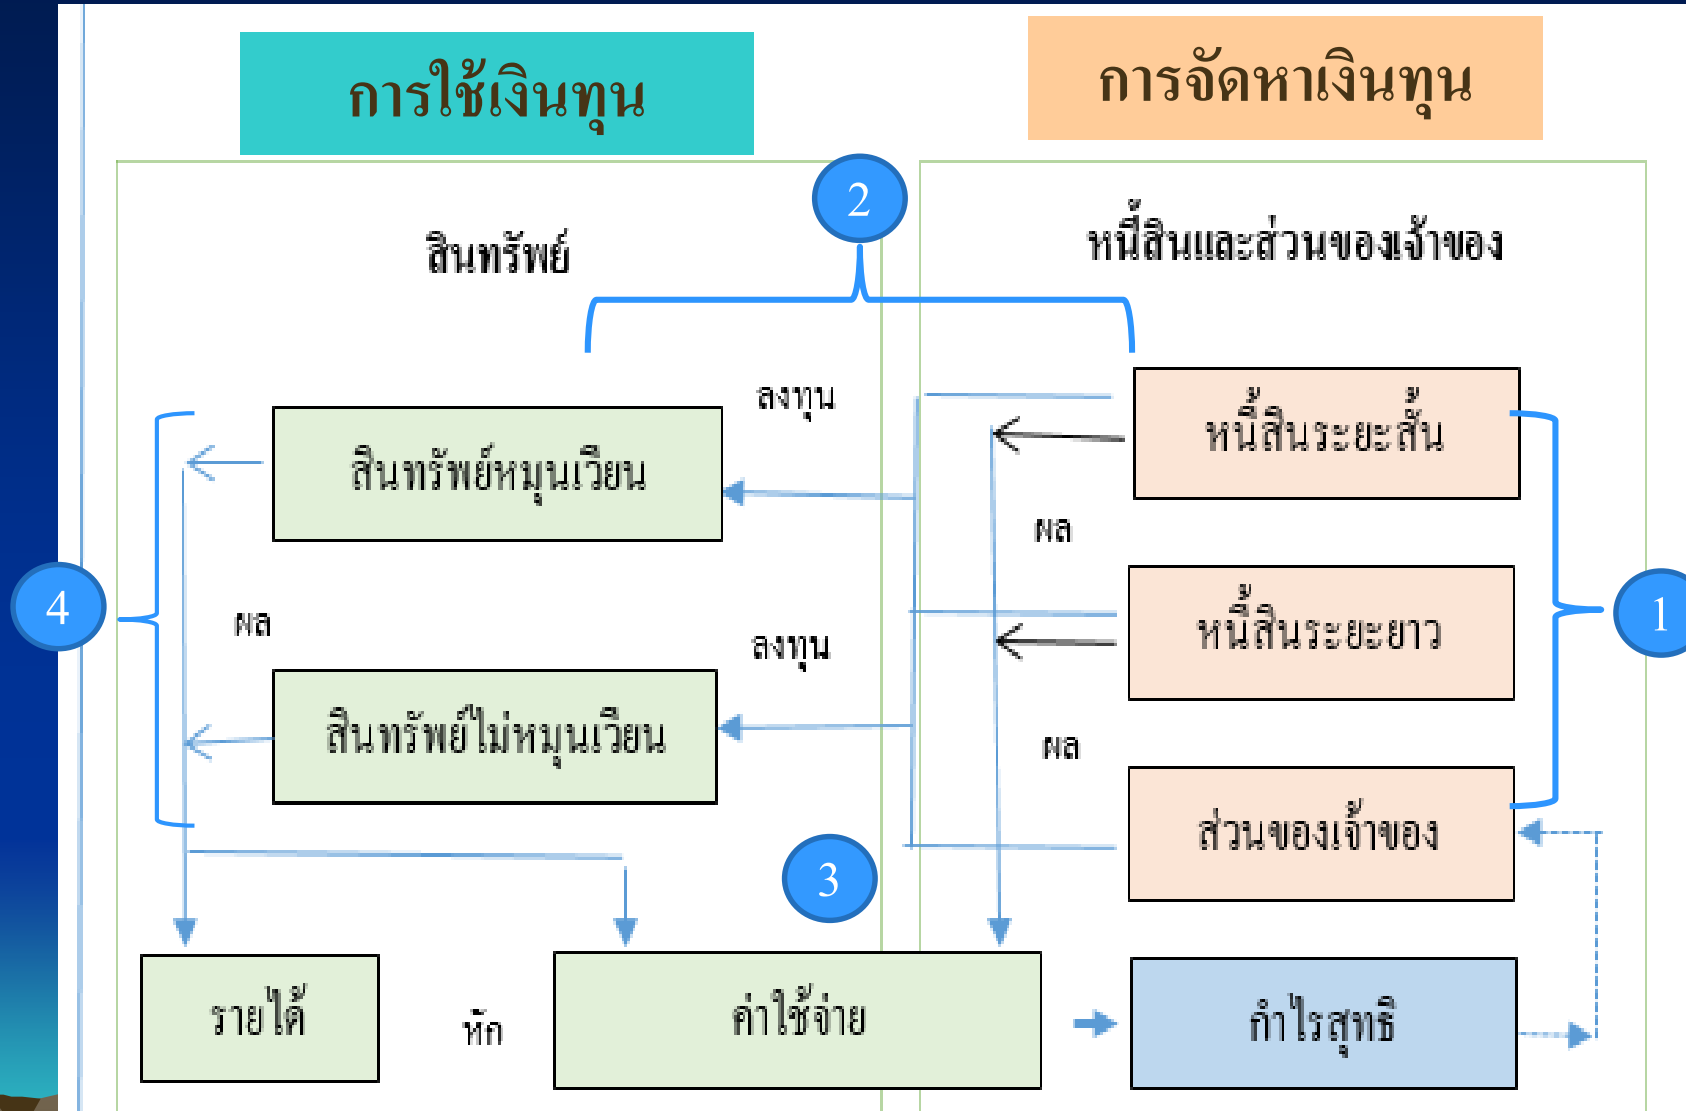 การใช้เงินทุน
การจัดหาเงินทุน
2
สินทรัพย์
หนี้สินและส่วนของเจ้าของ
ลงทุน
หนี้สินระยะสั้น
สินทรัพย์หมุนเวียน
ผล
4
ผล
ลงทุน
หนี้สินระยะยาว
1
สินทรัพย์ไม่หมุนเวียน
ผล
ส่วนของเจ้าของ
3
รายได้
หัก
ค่าใช้จ่าย
กำไรสุทธิ